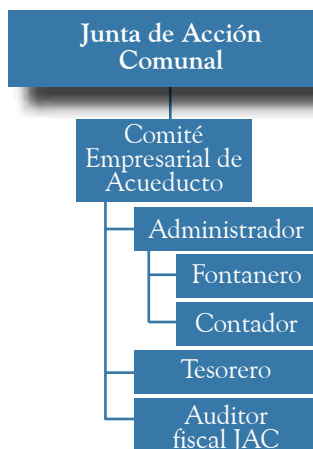 Junta de Acción
Comunal
Comité
Empresarial de
Acueducto
Administrador
Fontanero
Contador
Tesorero
Auditor
fiscal JAC